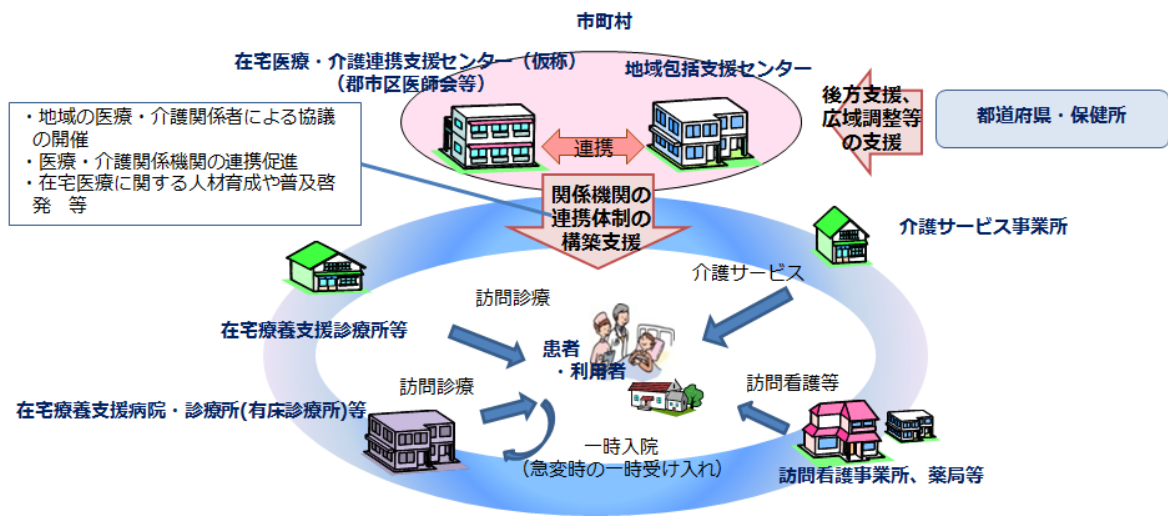 市町村
在宅医療・介護連携支援センター（仮称）
（郡市区医師会等）
地域包括支援センター
連携
後方支援、
広域調整等
の支援
都道府県・保健所
・地域の医療・介護関係者による協議
の開催
・医療・介護関係機関の連携促進
・在宅医療に関する人材育成や普及啓
発　等
関係機関の
連携体制の
構築支援
介護サービス事業所
介護サービス
訪問診療
在宅療養支援診療所等
患者
・利用者
訪問診療
訪問看護等
在宅療養支援病院・診療所(有床診療所)等
一時入院
（急変時の一時受け入れ）
訪問看護事業所、薬局等